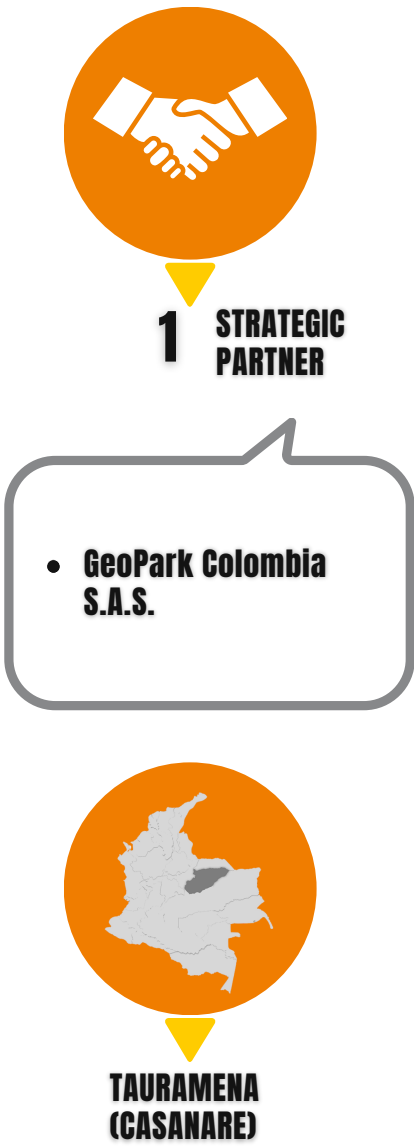 1 STRATEGIC
PARTNER
• GeoPark Colombia
S.A.S.
TAURAMENA
(CASANARE)